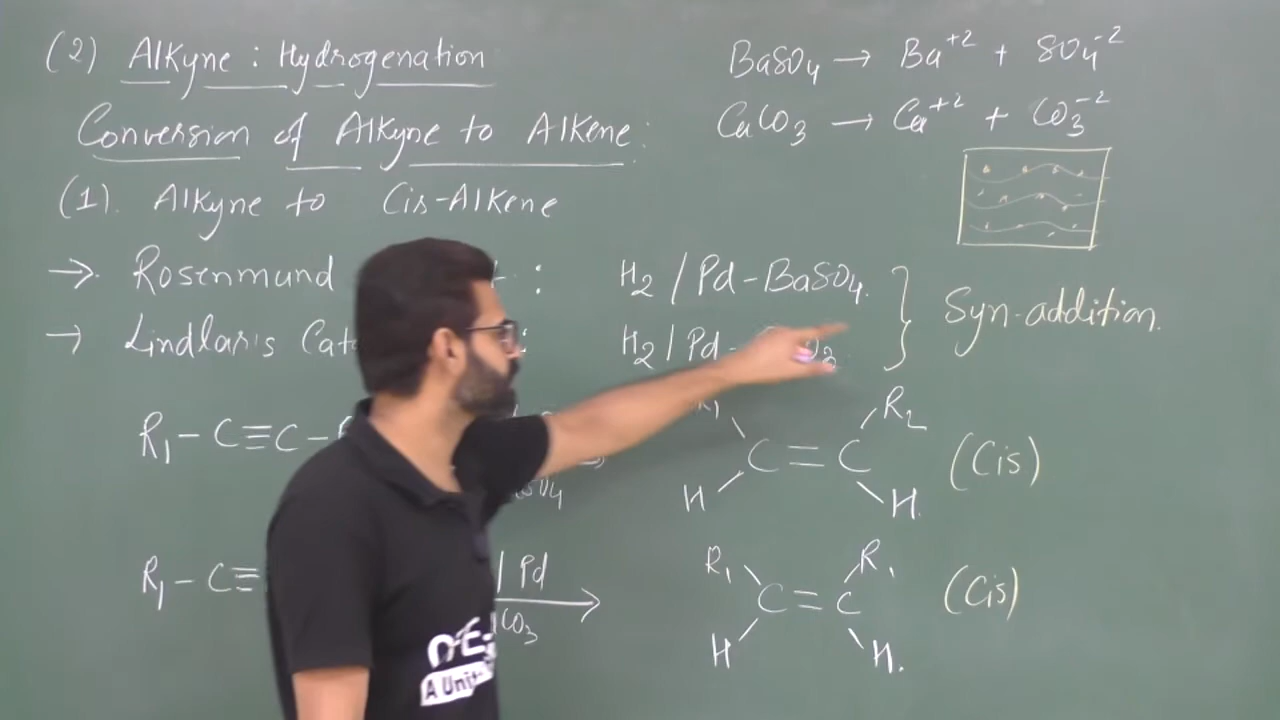 (2) Alkyne : Hydrogenation
Conversion of Alkyne to Alkene :
(1). Alkyne to Cis-Alkene
→ Rosenmund :
→ Lindlar's :
BaSO4 → Ba+2 + SO4-2
CaCO3 → Ca+2 + CO3-2
H2 / Pd - BaSO4.
H2 / Pd -
Syn-addition.
R1 - C≡C -
R1 R2
C = C (Cis)
H H
R1 - C≡ / Pd
CO3
R1 R1
C = C (Cis)
H H.
A Unit